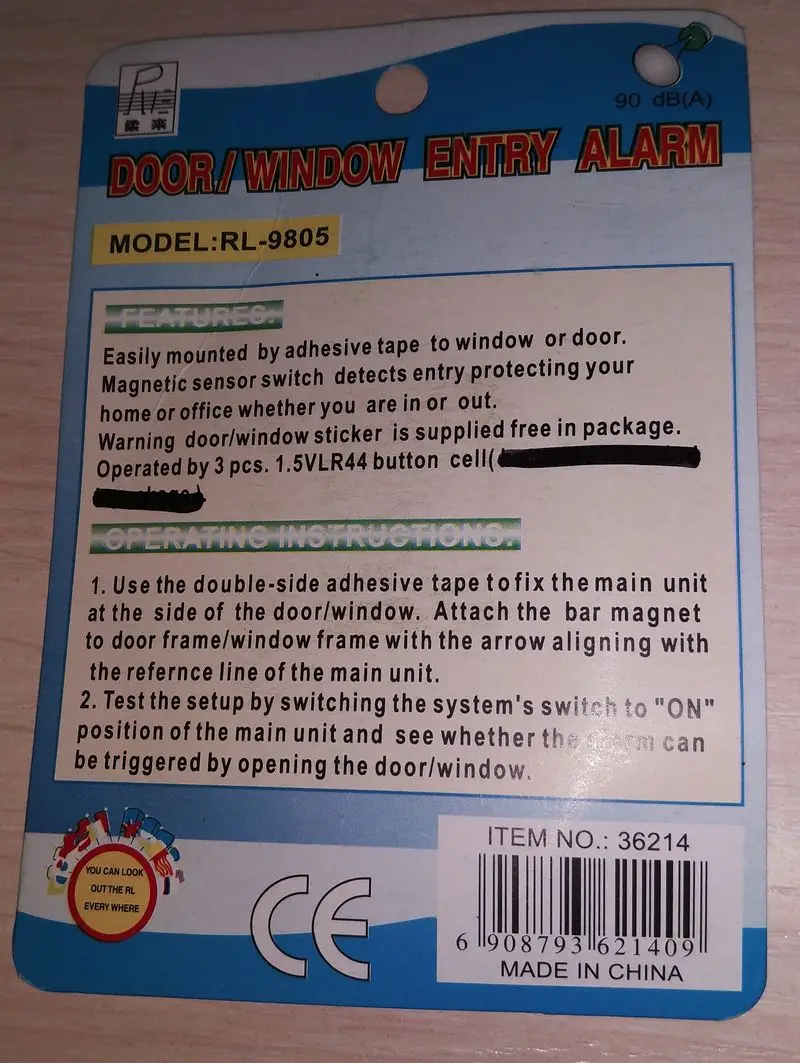 柔乐
90 dB(A)
DOOR/WINDOW ENTRY ALARM
MODEL:RL-9805
FEATURES:
Easily mounted by adhesive tape to window or door.
Magnetic sensor switch detects entry protecting your
home or office whether you are in or out.
Warning door/window sticker is supplied free in package.
Operated by 3 pcs. 1.5VLR44 button cell(
)
OPERATING INSTRUCTIONS:
1. Use the double-side adhesive tape to fix the main unit
at the side of the door/window. Attach the bar magnet
to door frame/window frame with the arrow aligning with
the refernce line of the main unit.
2. Test the setup by switching the system's switch to "ON"
position of the main unit and see whether the alarm can
be triggered by opening the door/window.
YOU CAN LOOK
OUT THE RL
EVERY WHERE
CE
ITEM NO.: 36214
6 908793 621409
MADE IN CHINA